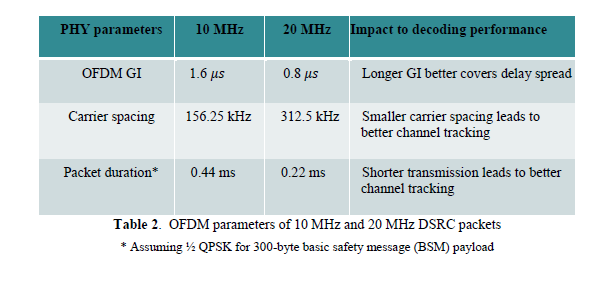 PHY parameters 10 MHz 20 MHz Impact to decoding performance
OFDM GI 1.6 μs 0.8 μs Longer GI better covers delay spread
Carrier spacing 156.25 kHz 312.5 kHz Smaller carrier spacing leads to
better channel tracking
Packet duration* 0.44 ms 0.22 ms Shorter transmission leads to better
channel tracking
Table 2. OFDM parameters of 10 MHz and 20 MHz DSRC packets
* Assuming ½ QPSK for 300-byte basic safety message (BSM) payload